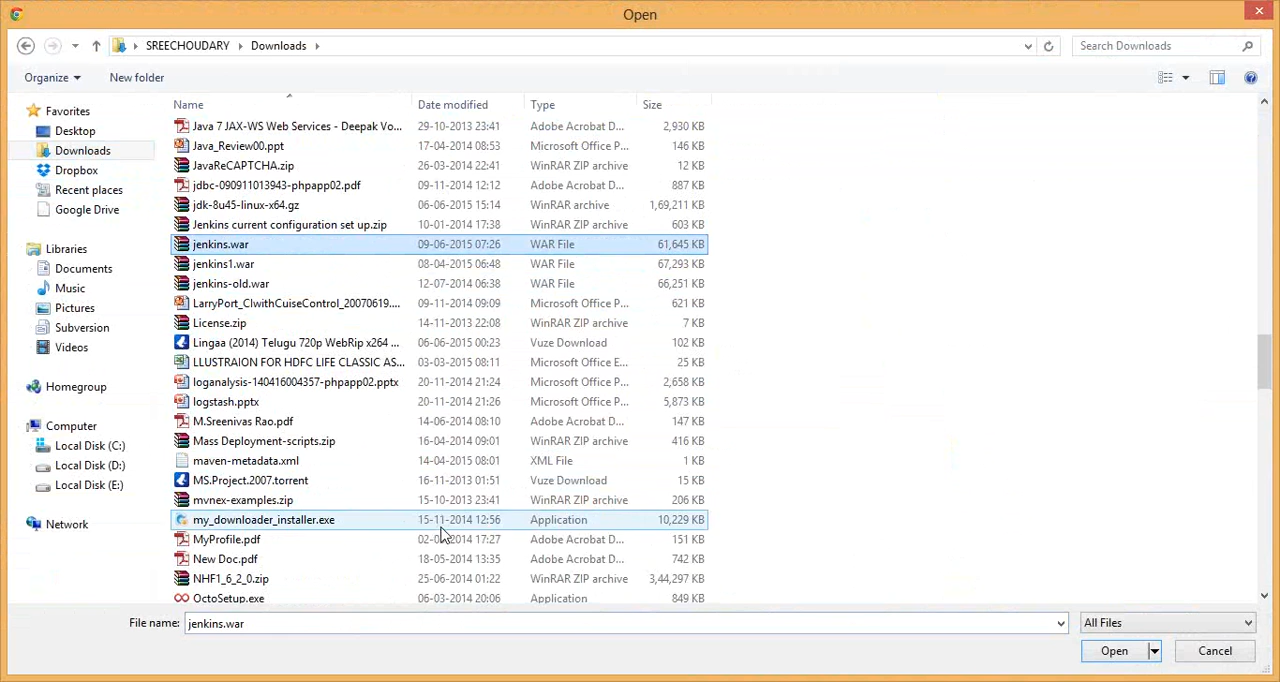 Open
SREECHOUDARY Downloads
Search Downloads
Organize New folder
Favorites
Desktop
Downloads
Dropbox
Recent places
Google Drive
Libraries
Documents
Music
Pictures
Subversion
Videos
Homegroup
Computer
Local Disk (C:)
Local Disk (D:)
Local Disk (E:)
Network
Name Date modified Type Size
Java 7 JAX-WS Web Services - Deepak Vo... 29-10-2013 23:41 Adobe Acrobat D... 2,930 KB
Java_Review00.ppt 17-04-2014 08:53 Microsoft Office P... 146 KB
JavaReCAPTCHA.zip 26-03-2014 22:41 WinRAR ZIP archive 12 KB
jdbc-090911013943-phpapp02.pdf 09-11-2014 12:12 Adobe Acrobat D... 887 KB
jdk-8u45-linux-x64.gz 06-06-2015 15:14 WinRAR archive 1,69,211 KB
Jenkins current configuration set up.zip 10-01-2014 17:38 WinRAR ZIP archive 603 KB
jenkins.war 09-06-2015 07:26 WAR File 61,645 KB
jenkins1.war 08-04-2015 06:48 WAR File 67,293 KB
jenkins-old.war 12-07-2014 06:38 WAR File 66,251 KB
LarryPort_CIwithCuiseControl_20070619.... 09-11-2014 09:09 Microsoft Office P... 621 KB
License.zip 14-11-2013 22:08 WinRAR ZIP archive 7 KB
Lingaa (2014) Telugu 720p WebRip x264 ... 06-06-2015 00:23 Vuze Download 102 KB
LLUSTRAION FOR HDFC LIFE CLASSIC AS... 03-03-2015 08:11 Microsoft Office E... 25 KB
loganalysis-140416004357-phpapp02.pptx 20-11-2014 21:24 Microsoft Office P... 2,658 KB
logstash.pptx 20-11-2014 21:26 Microsoft Office P... 5,873 KB
M.Sreenivas Rao.pdf 14-06-2014 08:10 Adobe Acrobat D... 147 KB
Mass Deployment-scripts.zip 16-04-2014 09:01 WinRAR ZIP archive 416 KB
maven-metadata.xml 14-04-2015 08:01 XML File 1 KB
MS.Project.2007.torrent 16-11-2013 01:51 Vuze Download 15 KB
mvnex-examples.zip 15-10-2013 23:41 WinRAR ZIP archive 206 KB
my_downloader_installer.exe 15-11-2014 12:56 Application 10,229 KB
MyProfile.pdf 17:27 Adobe Acrobat D... 151 KB
New Doc.pdf 18-05-2014 13:35 Adobe Acrobat D... 742 KB
NHF1_6_2_0.zip 25-06-2014 01:22 WinRAR ZIP archive 3,44,297 KB
OctoSetup.exe 06-03-2014 20:06 Application 849 KB
File name: jenkins.war All Files
Open Cancel